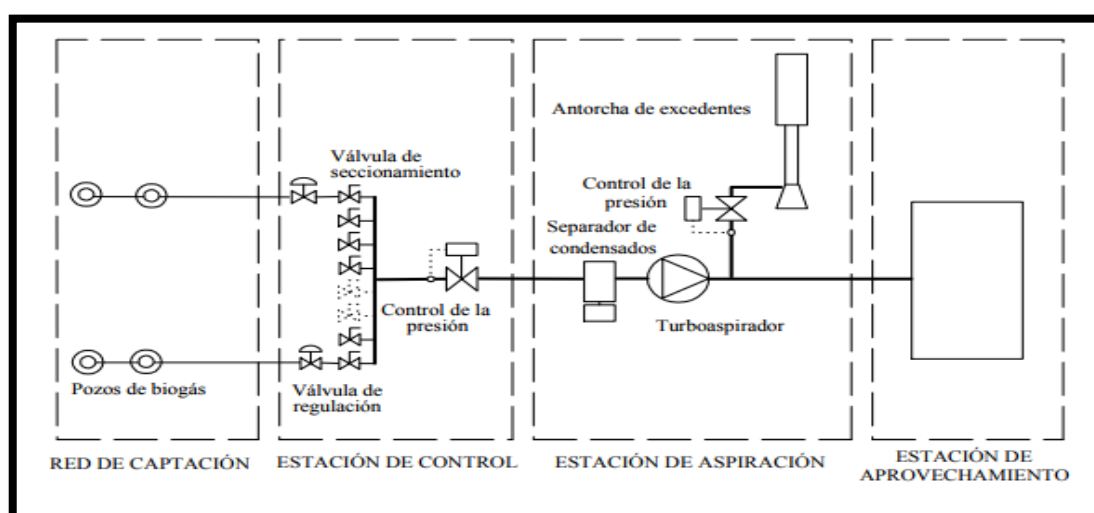 Antorcha de excedentes
Válvula de
seccionamiento
Control de la
presión
Separador de
condensados
Control de la
presión
Turboaspirador
Pozos de biogás
Válvula de
regulación
RED DE CAPTACIÓN
ESTACIÓN DE CONTROL
ESTACIÓN DE ASPIRACIÓN
ESTACIÓN DE
APROVECHAMIENTO